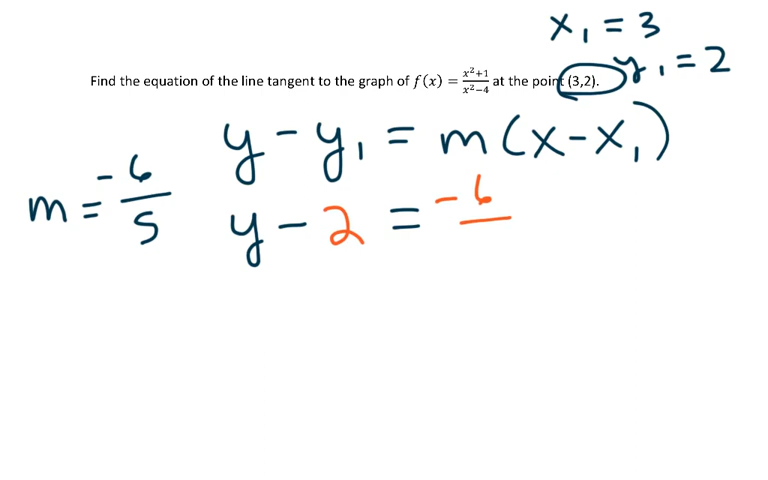 x₁ = 3
Find the equation of the line tangent to the graph of f(x) = (x²+1)/(x²−4) at the point (3,2).
y₁ = 2
y − y₁ = m(x − x₁)
m = −6/5
y − 2 = −6/